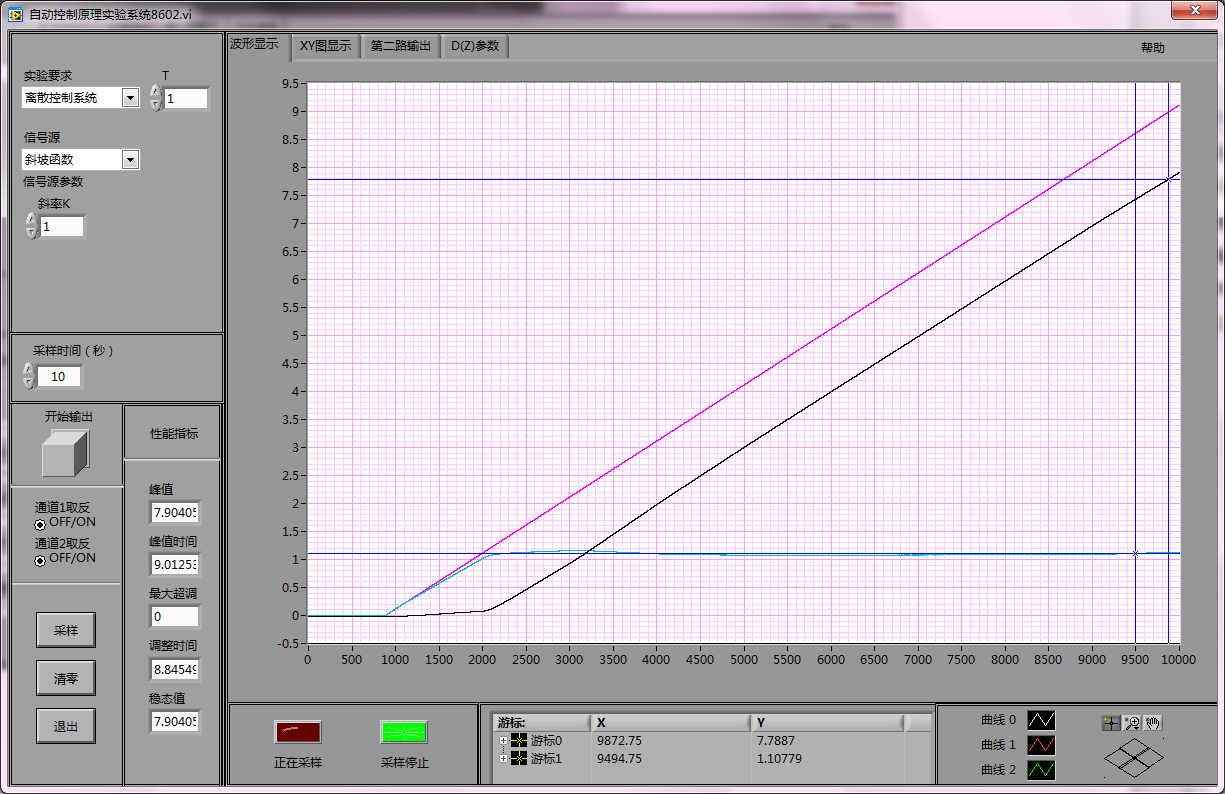 自动控制原理实验系统8602.vi
实验要求
T
离散控制系统
1
信号源
斜坡函数
信号源参数
斜率K
1
采样时间（秒）
10
开始输出
通道1取反
OFF/ON
通道2取反
OFF/ON
采样
清零
退出
性能指标
峰值
7.90405
峰值时间
9.01253
最大超调
0
调整时间
8.84549
稳态值
7.90405
波形显示 XY图显示 第二路输出 D(Z)参数 帮助
9.5
9
8.5
8
7.5
7
6.5
6
5.5
5
4.5
4
3.5
3
2.5
2
1.5
1
0.5
0
-0.5
0 500 1000 1500 2000 2500 3000 3500 4000 4500 5000 5500 6000 6500 7000 7500 8000 8500 9000 9500 10000
正在采样 采样停止
游标: X Y
游标0 9872.75 7.7887
游标1 9494.75 1.10779
曲线 0
曲线 1
曲线 2